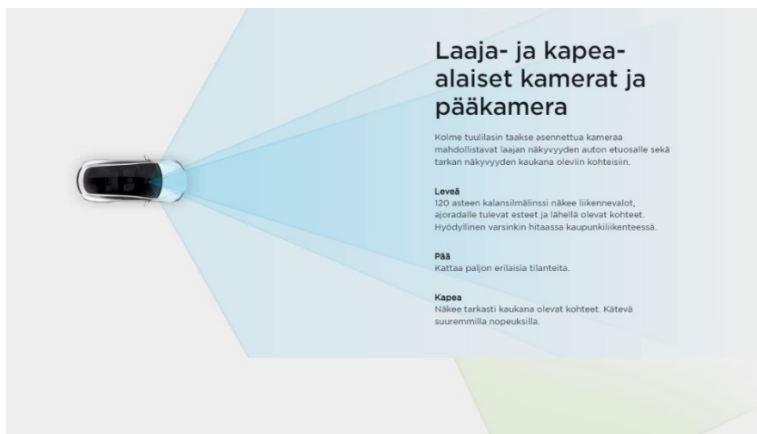 Laaja- ja kapea-
alaiset kamerat ja
pääkamera
Kolme tuulilasin taakse asennettua kameraa
mahdollistavat laajan näkyvyyden auton etuosalle sekä
tarkan näkyvyyden kaukana oleviin kohteisiin.
Leveä
120 asteen kalansilmälinssi näkee liikennevalot,
ajoradalle tulevat esteet ja lähellä olevat kohteet.
Hyödyllinen varsinkin hitaassa kaupunkiliikenteessä.
Pää
Kattaa paljon erilaisia tilanteita.
Kapea
Näkee tarkasti kaukana olevat kohteet. Kätevä
suuremmilla nopeuksilla.